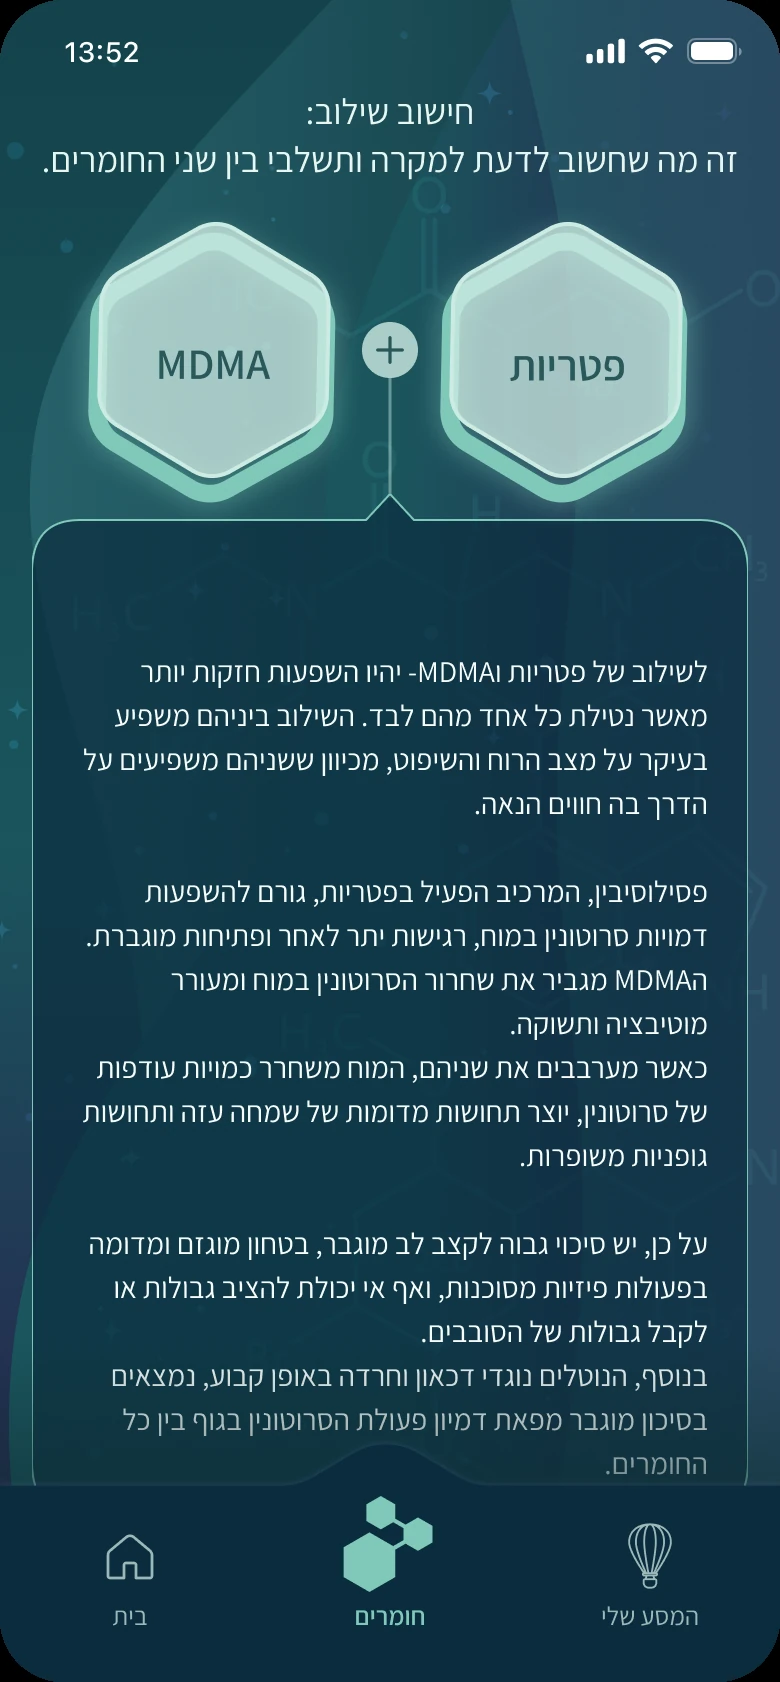 13:52
חישוב שילוב:
זה מה שחשוב לדעת למקרה ותשלבי בין שני החומרים.
פטריות
MDMA
לשילוב של פטריות וMDMA- יהיו השפעות חזקות יותר
מאשר נטילת כל אחד מהם לבד. השילוב ביניהם משפיע
בעיקר על מצב הרוח והשיפוט, מכיוון ששניהם משפיעים על
הדרך בה חווים הנאה.
פסילוסיבין, המרכיב הפעיל בפטריות, גורם להשפעות
דמויות סרוטונין במוח, רגישות יתר לאחר ופתיחות מוגברת.
הMDMA מגביר את שחרור הסרוטונין במוח ומעורר
מוטיבציה ותשוקה.
כאשר מערבבים את שניהם, המוח משחרר כמויות עודפות
של סרוטונין, יוצר תחושות מדומות של שמחה עזה ותחושות
גופניות משופרות.
על כן, יש סיכוי גבוה לקצב לב מוגבר, בטחון מוגזם ומדומה
בפעולות פיזיות מסוכנות, ואף אי יכולת להציב גבולות או
לקבל גבולות של הסובבים.
בנוסף, הנוטלים נוגדי דכאון וחרדה באופן קבוע, נמצאים
בסיכון מוגבר מפאת דמיון פעולת הסרוטונין בגוף בין כל
החומרים.
המסע שלי
חומרים
בית